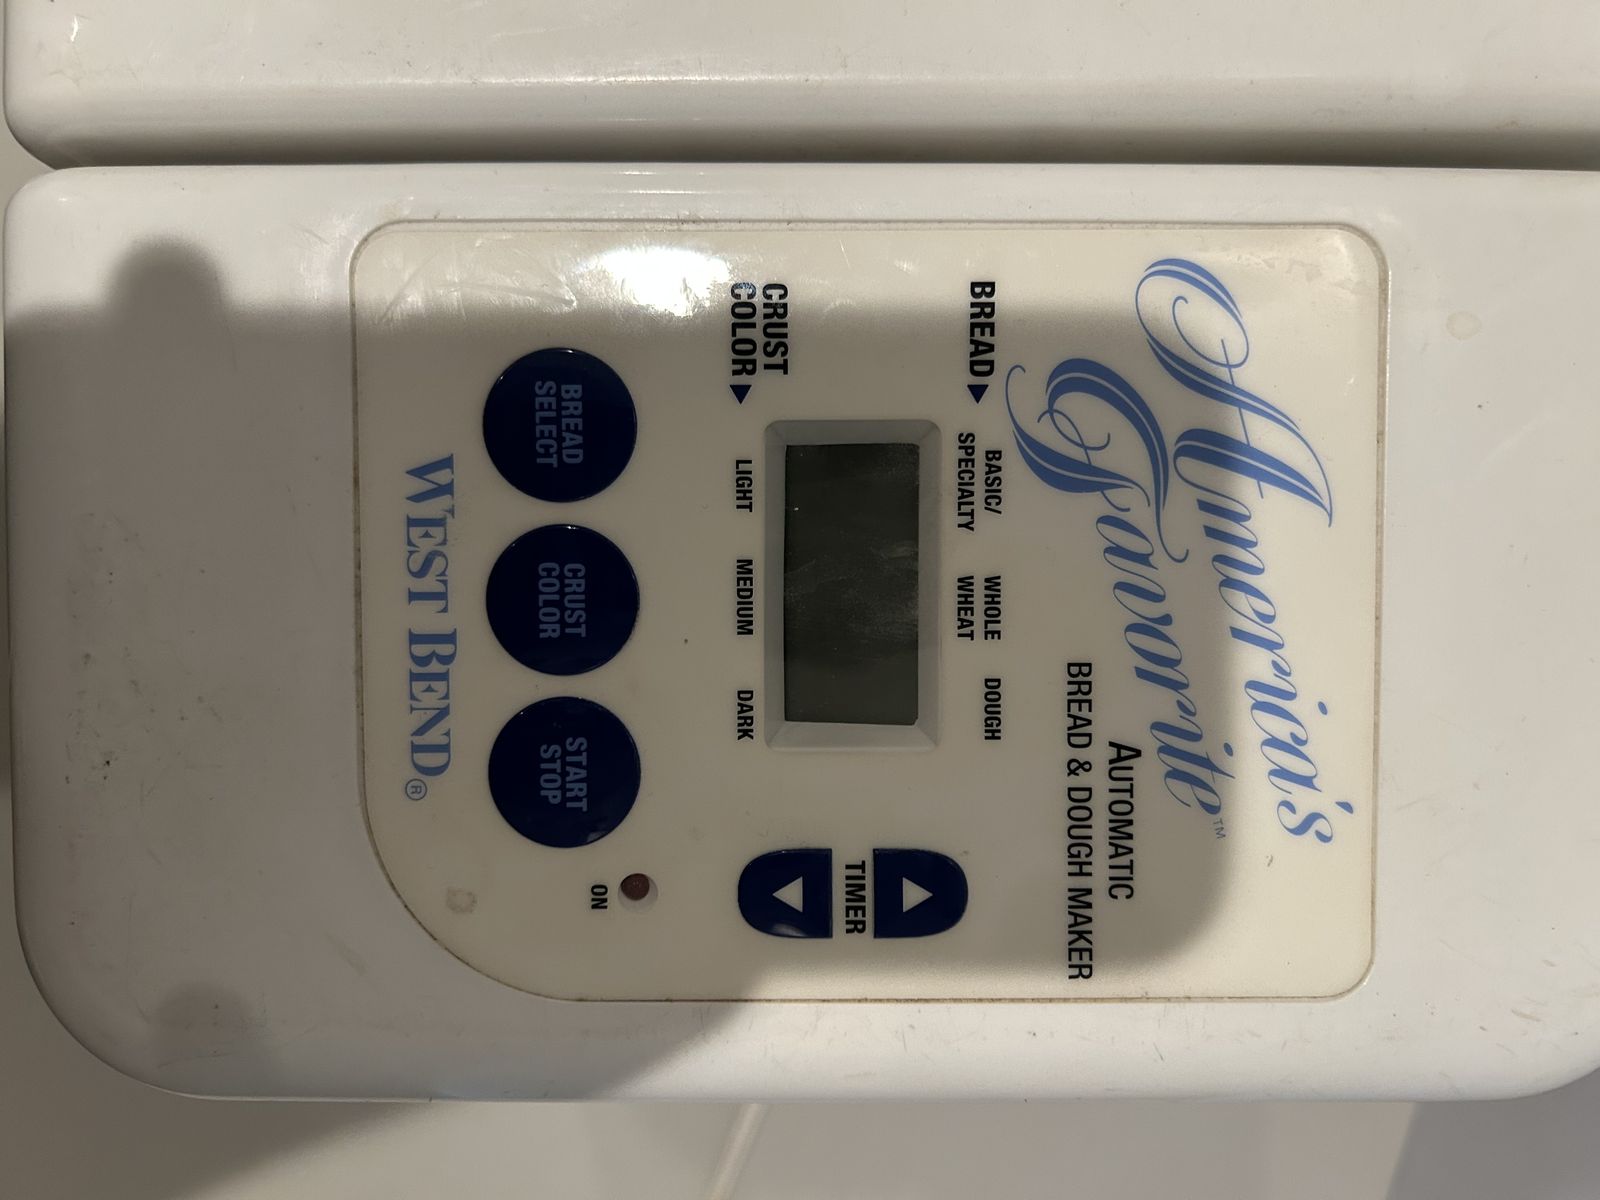 America's
Favorite™
AUTOMATIC
BREAD & DOUGH MAKER
BREAD
BASIC/
SPECIALTY
WHOLE
WHEAT
DOUGH
CRUST
COLOR
LIGHT
MEDIUM
DARK
TIMER
ON
BREAD
SELECT
CRUST
COLOR
START
STOP
WEST BEND®